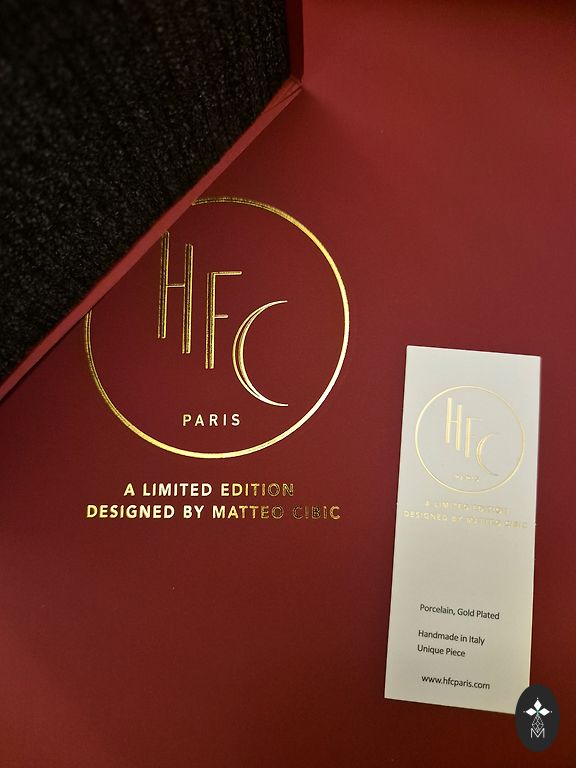 HFC
PARIS
A LIMITED EDITION
DESIGNED BY MATTEO CIBIC
HFC
PARIS
A LIMITED EDITION
DESIGNED BY MATTEO CIBIC
Porcelain, Gold Plated
Handmade in Italy
Unique Piece
www.hfcparis.com
M